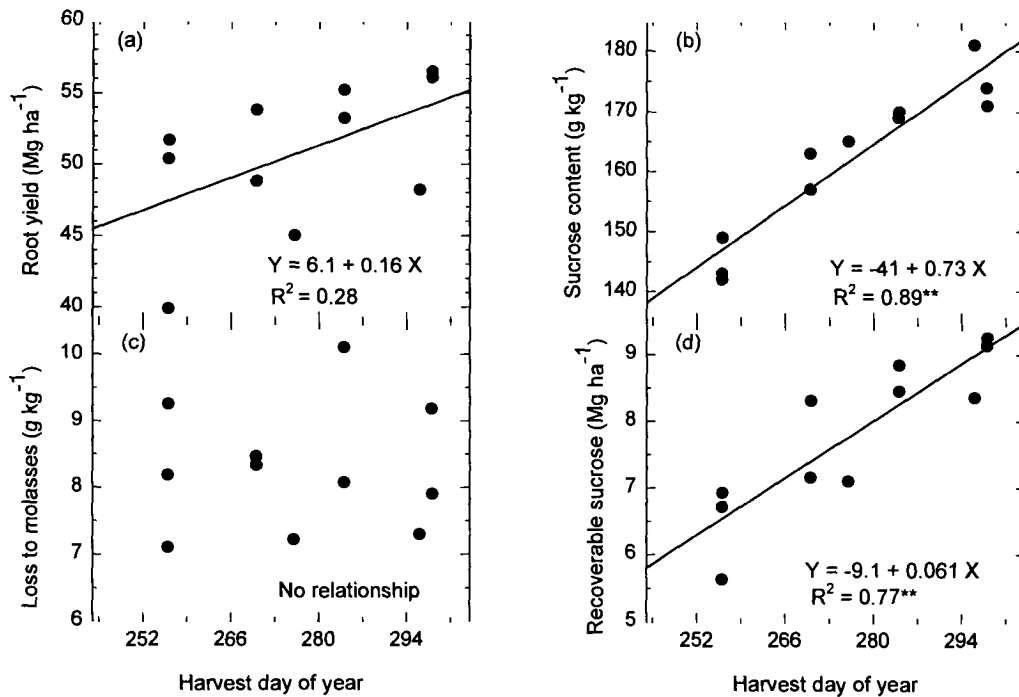 (a)
Root yield (Mg ha⁻¹)
60
55
50
45
40
Y = 6.1 + 0.16 X
R² = 0.28
(b)
Sucrose content (g kg⁻¹)
180
170
160
150
140
Y = -41 + 0.73 X
R² = 0.89**
(c)
Loss to molasses (g kg⁻¹)
10
9
8
7
6
No relationship
252 266 280 294
Harvest day of year
(d)
Recoverable sucrose (Mg ha⁻¹)
9
8
7
6
5
Y = -9.1 + 0.061 X
R² = 0.77**
252 266 280 294
Harvest day of year